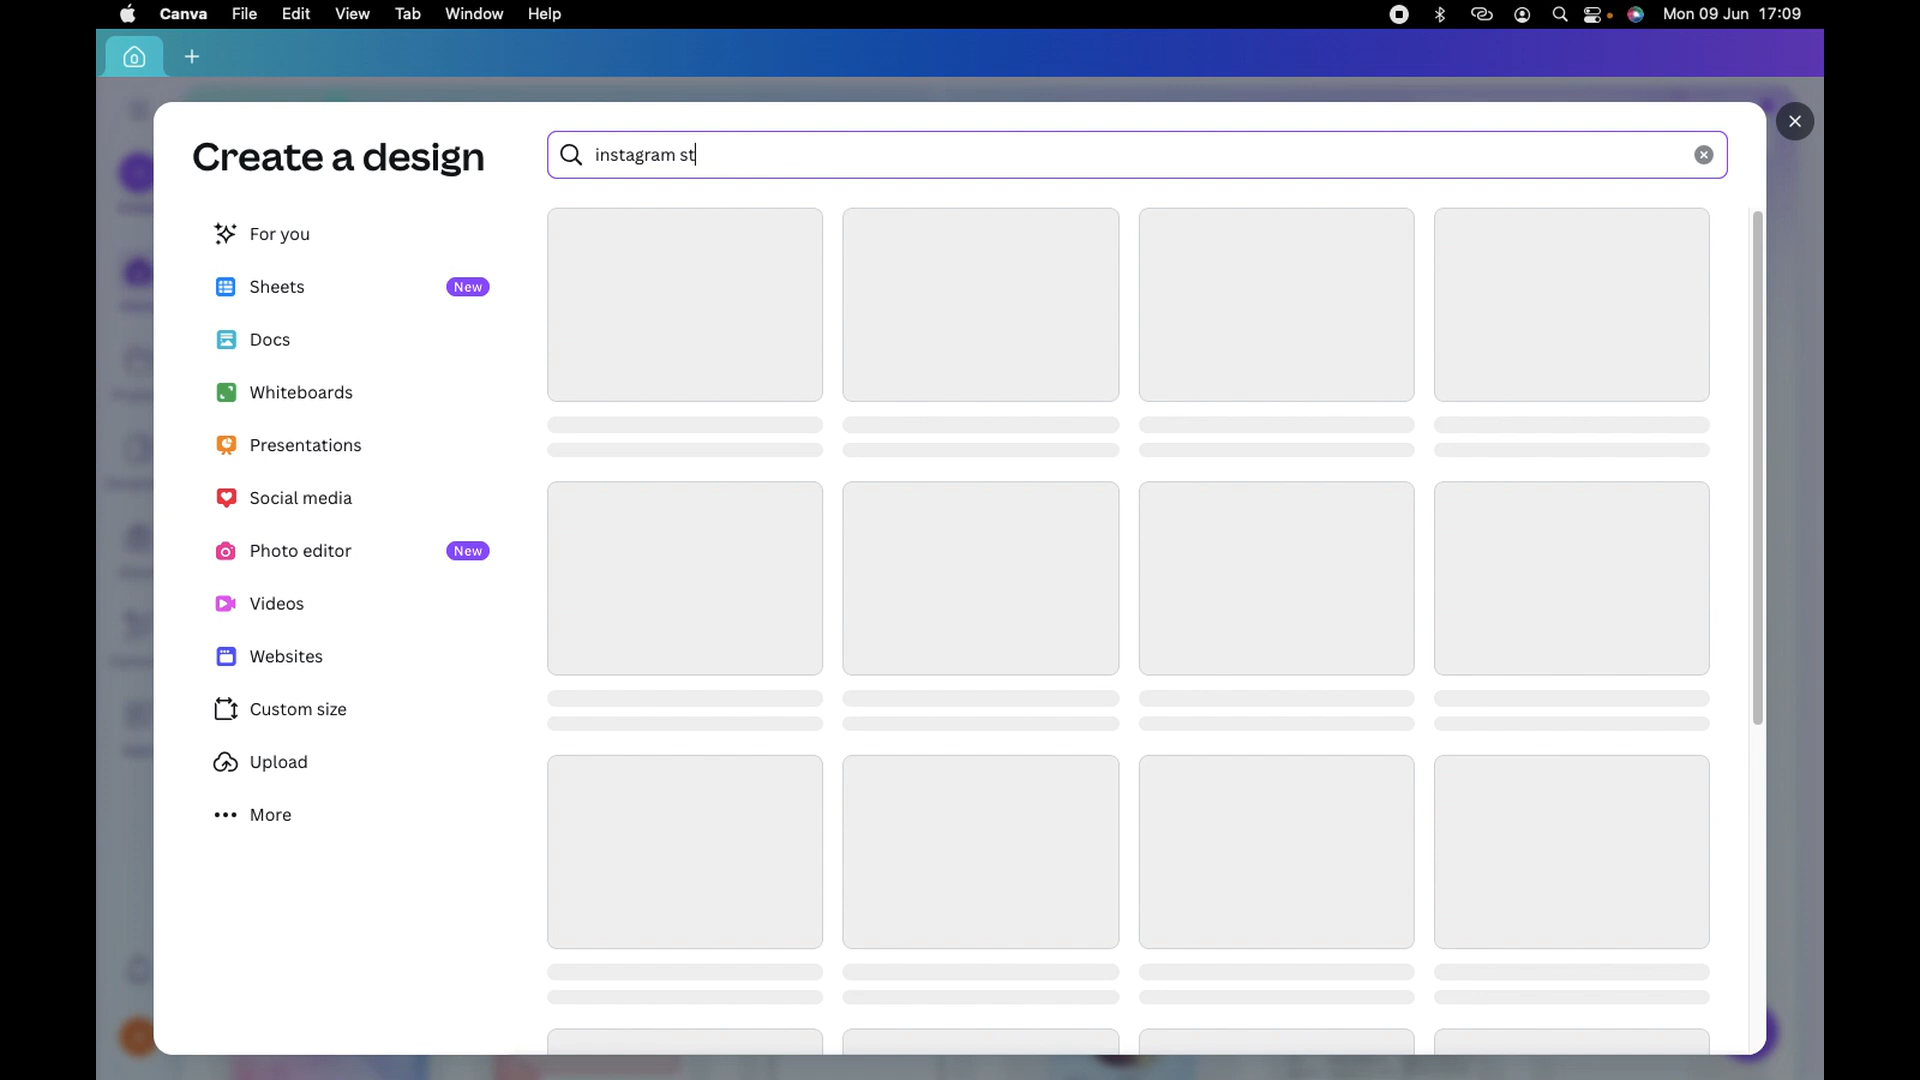 Canva File Edit View Tab Window Help Mon 09 Jun 17:09
Create a design
instagram st
For you
Sheets New
Docs
Whiteboards
Presentations
Social media
Photo editor New
Videos
Websites
Custom size
Upload
More